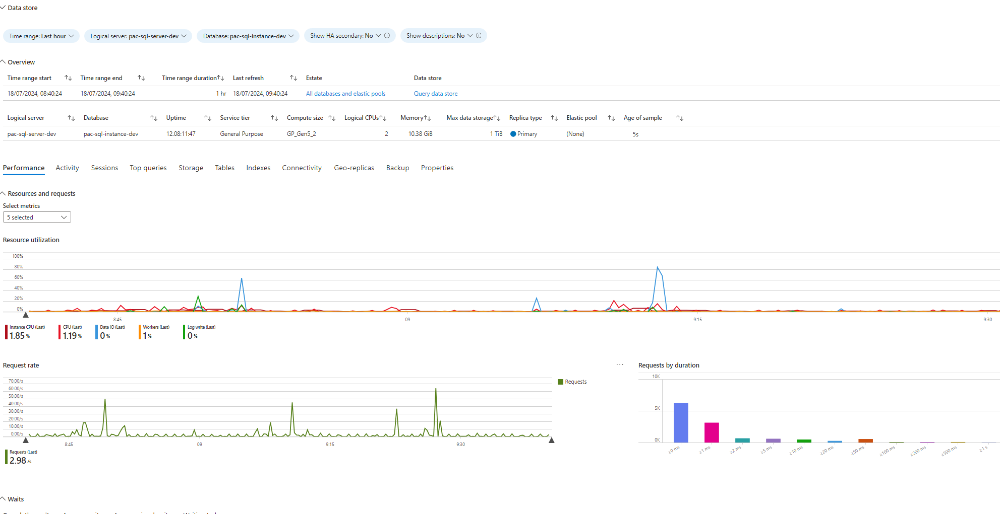 Data store
Time range: Last hour
Logical server: pac-sql-server-dev
Database: pac-sql-instance-dev
Show HA secondary: No
Show descriptions: No
Overview
Time range start Time range end Time range duration Last refresh Estate Data store
18/07/2024, 08:40:24 18/07/2024, 09:40:24 1 hr 18/07/2024, 09:40:24 All databases and elastic pools Query data store
Logical server Database Uptime Service tier Compute size Logical CPUs Memory Max data storage Replica type Elastic pool Age of sample
pac-sql-server-dev pac-sql-instance-dev 12.08:11:47 General Purpose GP_Gen5_2 2 10.38 GiB 1 TiB Primary (None) 5s
Performance Activity Sessions Top queries Storage Tables Indexes Connectivity Geo-replicas Backup Properties
Resources and requests
Select metrics
5 selected
Resource utilization
100%
80%
60%
40%
20%
0%
8:45 09 9:15 9:30
Instance CPU (Last) CPU (Last) Data IO (Last) Workers (Last) Log write (Last)
1.85 % 1.19 % 0 % 1 % 0 %
Request rate
70.00/s
60.00/s
50.00/s
40.00/s
30.00/s
20.00/s
10.00/s
0.00/s
8:45 09 9:15 9:30
Requests
Requests (Last)
2.98 /s
Requests by duration
10K
5K
0K
≥0 ms ≥1 ms ≥2 ms ≥5 ms ≥10 ms ≥20 ms ≥50 ms ≥100 ms ≥200 ms ≥500 ms ≥1 s
Waits